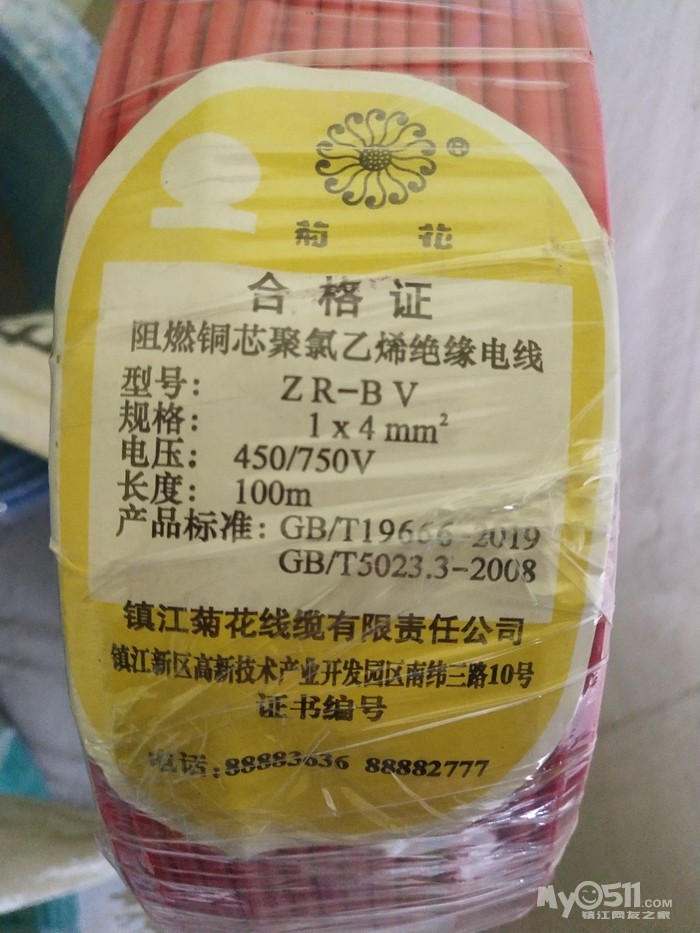 菊花
合格证
阻燃铜芯聚氯乙烯绝缘电线
型号: ZR-BV
规格: 1x4mm²
电压: 450/750V
长度: 100m
产品标准: GB/T19666-2019
GB/T5023.3-2008
镇江菊花线缆有限责任公司
镇江新区高新技术产业开发园区南纬三路10号
证书编号
电话:88883636 88882777
My0511.COM
镇江网友之家